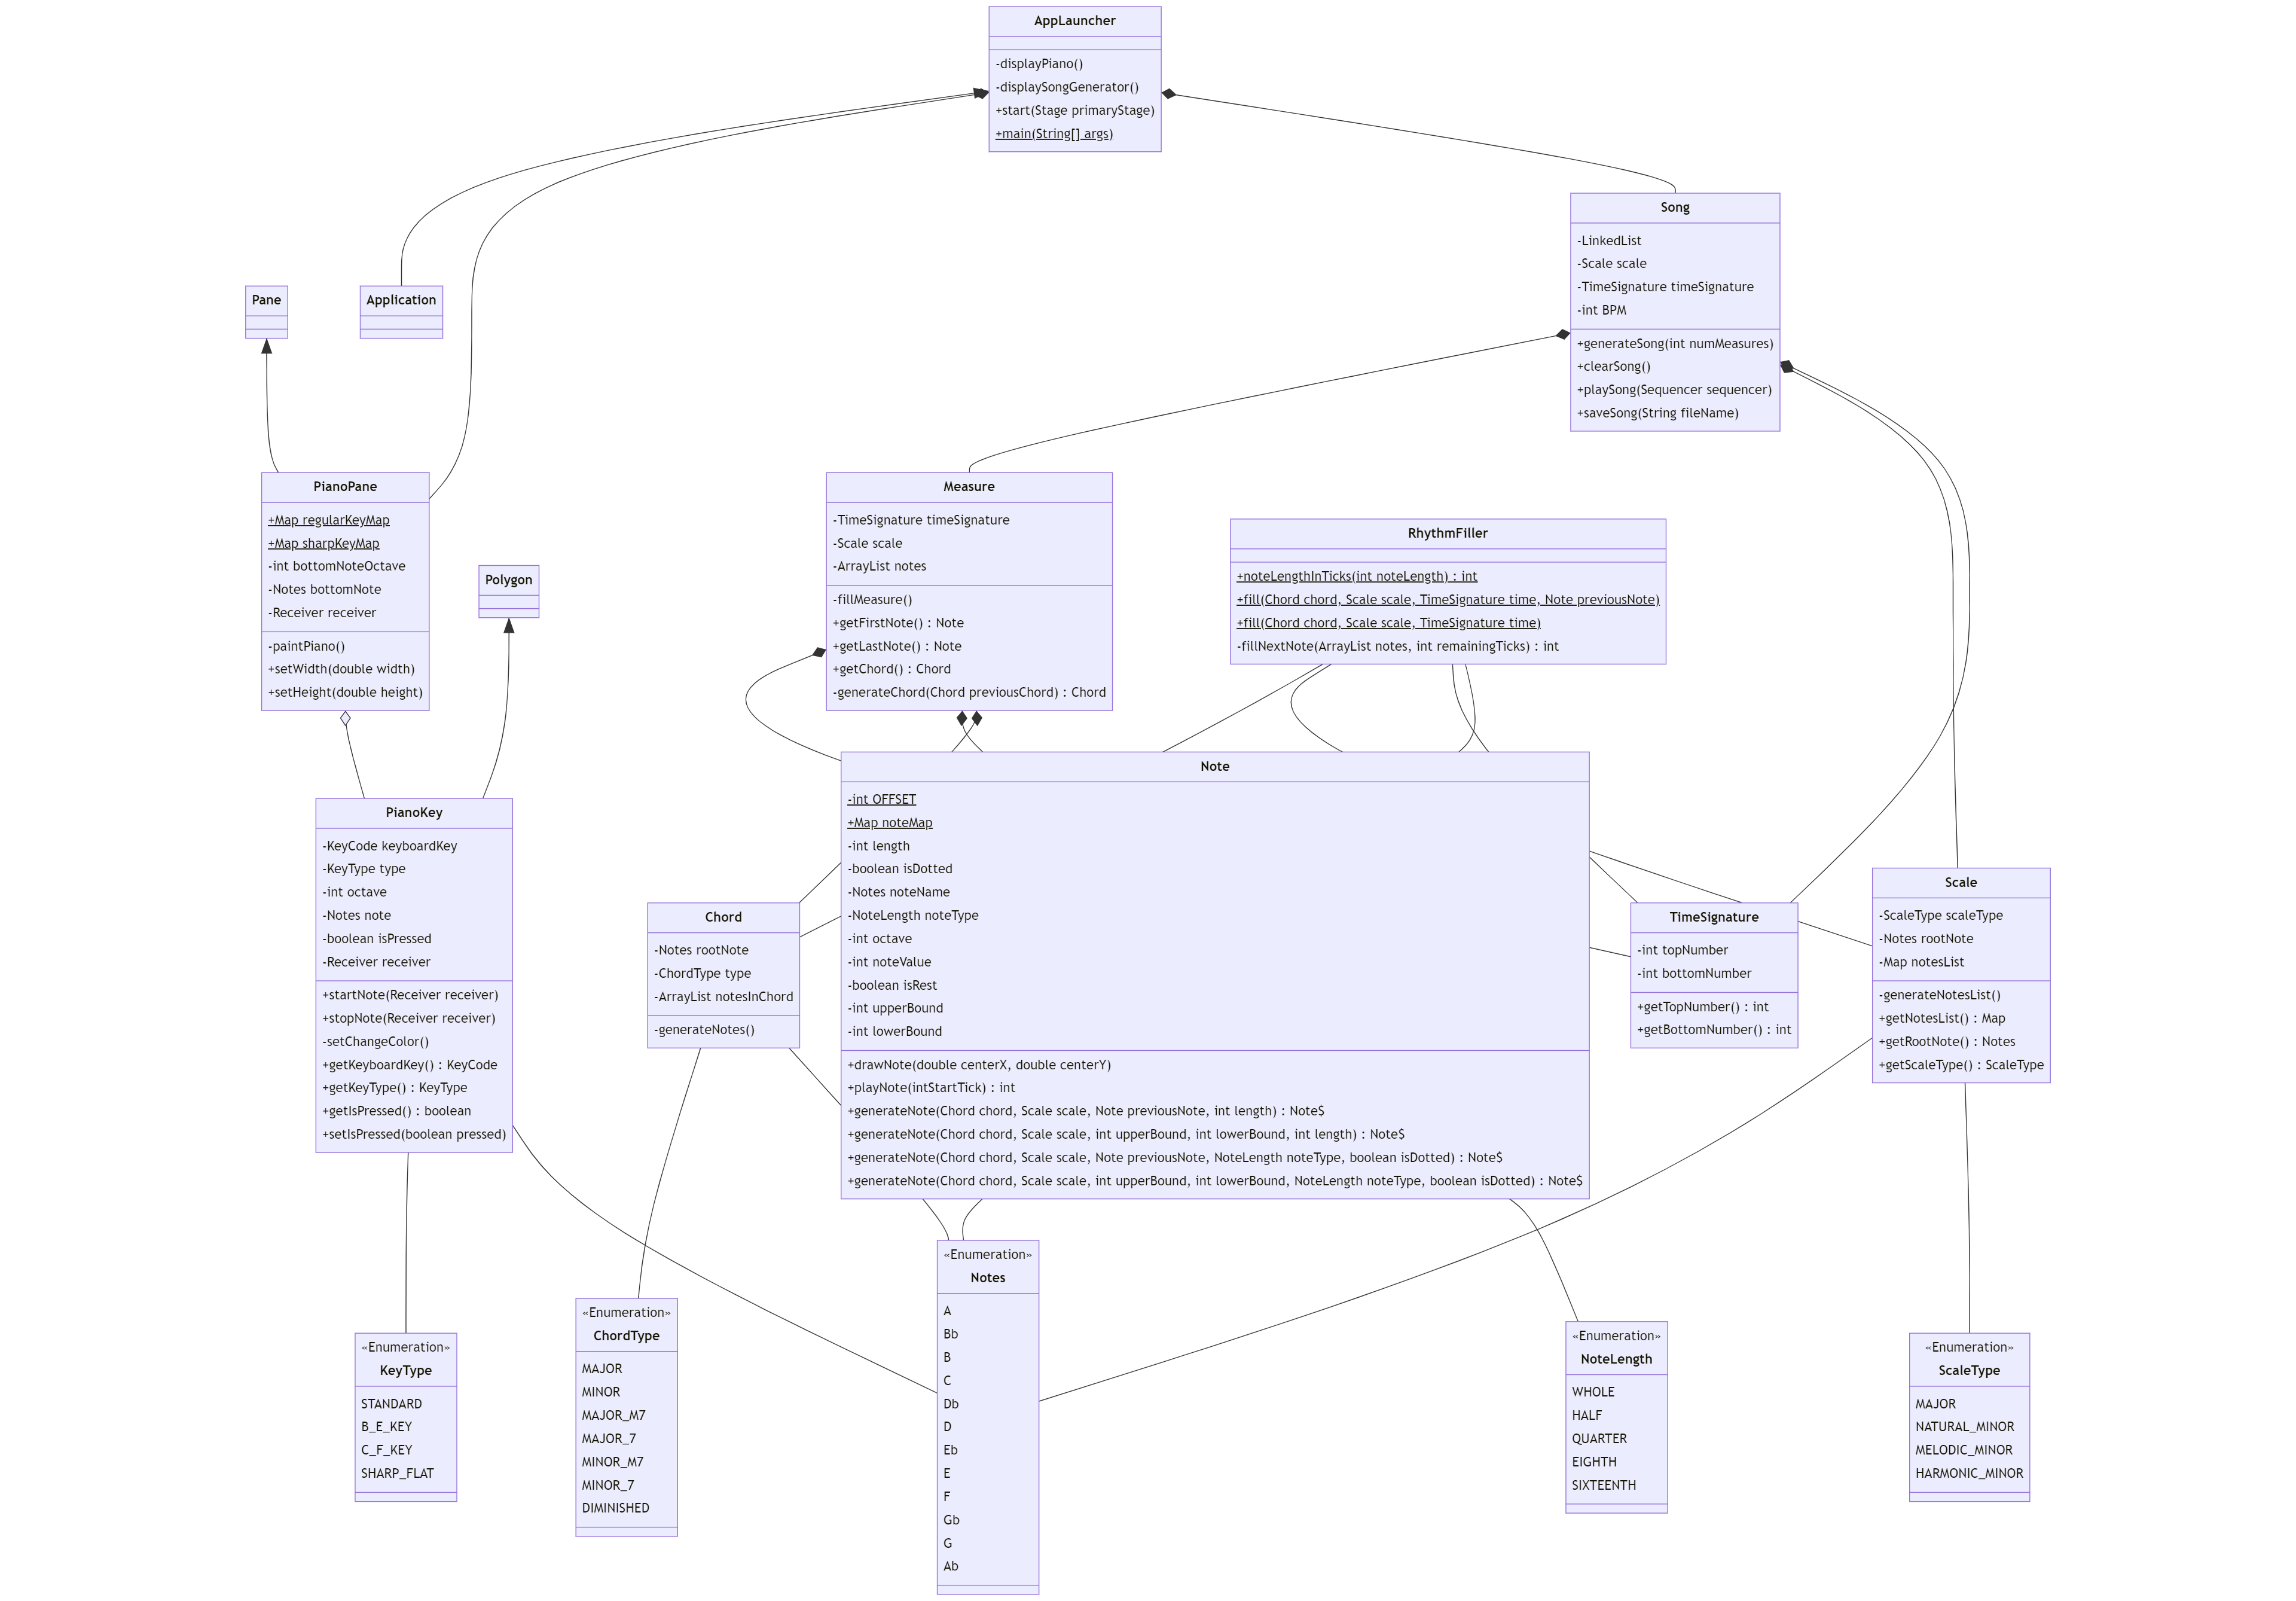 AppLauncher
-displayPiano()
-displaySongGenerator()
+start(Stage primaryStage)
+main(String[] args)
Song
-LinkedList
-Scale scale
-TimeSignature timeSignature
-int BPM
+generateSong(int numMeasures)
+clearSong()
+playSong(Sequencer sequencer)
+saveSong(String fileName)
Pane
Application
PianoPane
+Map regularKeyMap
+Map sharpKeyMap
-int bottomNoteOctave
-Notes bottomNote
-Receiver receiver
-paintPiano()
+setWidth(double width)
+setHeight(double height)
Polygon
Measure
-TimeSignature timeSignature
-Scale scale
-ArrayList notes
-fillMeasure()
+getFirstNote() : Note
+getLastNote() : Note
+getChord() : Chord
-generateChord(Chord previousChord) : Chord
RhythmFiller
+noteLengthInTicks(int noteLength) : int
+fill(Chord chord, Scale scale, TimeSignature time, Note previousNote)
+fill(Chord chord, Scale scale, TimeSignature time)
-fillNextNote(ArrayList notes, int remainingTicks) : int
PianoKey
-KeyCode keyboardKey
-KeyType type
-int octave
-Notes note
-boolean isPressed
-Receiver receiver
+startNote(Receiver receiver)
+stopNote(Receiver receiver)
-setChangeColor()
+getKeyboardKey() : KeyCode
+getKeyType() : KeyType
+getIsPressed() : boolean
+setIsPressed(boolean pressed)
Chord
-Notes rootNote
-ChordType type
-ArrayList notesInChord
-generateNotes()
Note
-int OFFSET
+Map noteMap
-int length
-boolean isDotted
-Notes noteName
-NoteLength noteType
-int octave
-int noteValue
-boolean isRest
-int upperBound
-int lowerBound
+drawNote(double centerX, double centerY)
+playNote(intStartTick) : int
+generateNote(Chord chord, Scale scale, Note previousNote, int length) : Note$
+generateNote(Chord chord, Scale scale, int upperBound, int lowerBound, int length) : Note$
+generateNote(Chord chord, Scale scale, Note previousNote, NoteLength noteType, boolean isDotted) : Note$
+generateNote(Chord chord, Scale scale, int upperBound, int lowerBound, NoteLength noteType, boolean isDotted) : Note$
TimeSignature
-int topNumber
-int bottomNumber
+getTopNumber() : int
+getBottomNumber() : int
Scale
-ScaleType scaleType
-Notes rootNote
-Map notesList
-generateNotesList()
+getNotesList() : Map
+getRootNote() : Notes
+getScaleType() : ScaleType
«Enumeration»
KeyType
STANDARD
B_E_KEY
C_F_KEY
SHARP_FLAT
«Enumeration»
ChordType
MAJOR
MINOR
MAJOR_M7
MAJOR_7
MINOR_M7
MINOR_7
DIMINISHED
«Enumeration»
Notes
A
Bb
B
C
Db
D
Eb
E
F
Gb
G
Ab
«Enumeration»
NoteLength
WHOLE
HALF
QUARTER
EIGHTH
SIXTEENTH
«Enumeration»
ScaleType
MAJOR
NATURAL_MINOR
MELODIC_MINOR
HARMONIC_MINOR